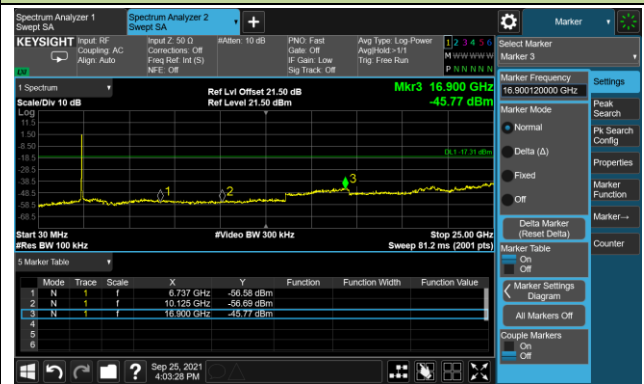 Spectrum Analyzer 1
Swept SA
Spectrum Analyzer 2
Swept SA
Marker
KEYSIGHT
Input: RF
Coupling: AC
Align: Auto
Input Z: 50 Ω
Corrections: Off
Freq Ref: Int (S)
NFE: Off
#Atten: 10 dB
PNO: Fast
Gate: Off
IF Gain: Low
Sig Track: Off
Avg Type: Log-Power
Avg|Hold:>1/1
Trig: Free Run
1 2 3 4 5 6
M W W W W W
P N N N N N
LXI
Select Marker
Marker 3
1 Spectrum
Scale/Div 10 dB
Log
Ref Lvl Offset 21.50 dB
Ref Level 21.50 dBm
Mkr3 16.900 GHz
-45.77 dBm
11.5
1.50
-8.50
-18.5
-28.5
-38.5
-48.5
-58.5
-68.5
DL1 -17.31 dBm
1
2
3
Start 30 MHz
#Res BW 100 kHz
#Video BW 300 kHz
Stop 25.00 GHz
Sweep 81.2 ms (2001 pts)
5 Marker Table
Mode Trace Scale X Y Function Function Width Function Value
1 N 1 f 6.737 GHz -56.58 dBm
2 N 1 f 10.125 GHz -56.69 dBm
3 N 1 f 16.900 GHz -45.77 dBm
4
5
6
Sep 25, 2021
4:03:28 PM
Marker Frequency
16.900120000 GHz
Marker Mode
Normal
Delta (Δ)
Fixed
Off
Delta Marker
(Reset Delta)
Marker Table
On
Off
Marker Settings
Diagram
All Markers Off
Couple Markers
On
Off
Settings
Peak
Search
Pk Search
Config
Properties
Marker
Function
Marker→
Counter